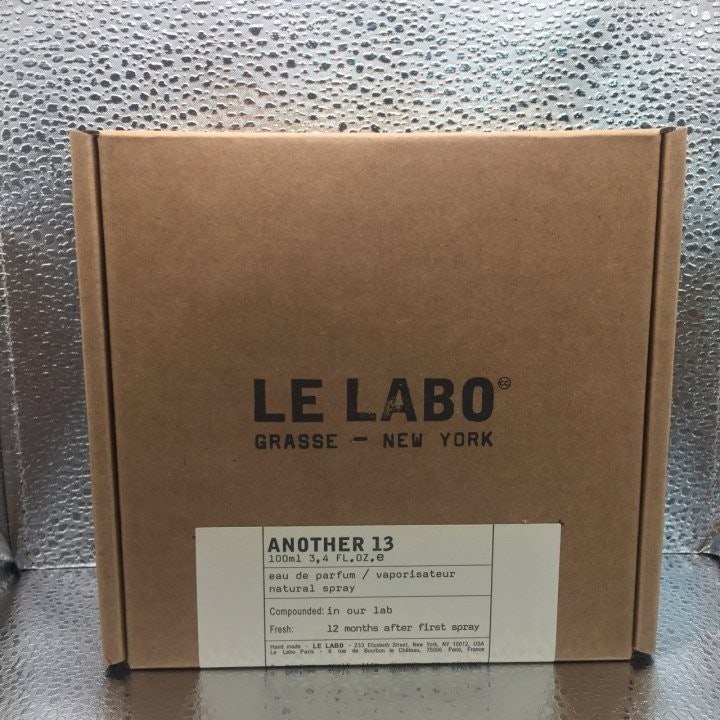 LE LABO
GRASSE — NEW YORK
ANOTHER 13
100ml 3,4 FL.OZ.e
eau de parfum / vaporisateur
natural spray
Compounded: in our lab
Fresh: 12 months after first spray
Hand made - LE LABO - 233 Elizabeth Street, New York, NY 10012, USA
Le Labo Paris - 6 rue de Bourbon le Château, 75006 Paris, France